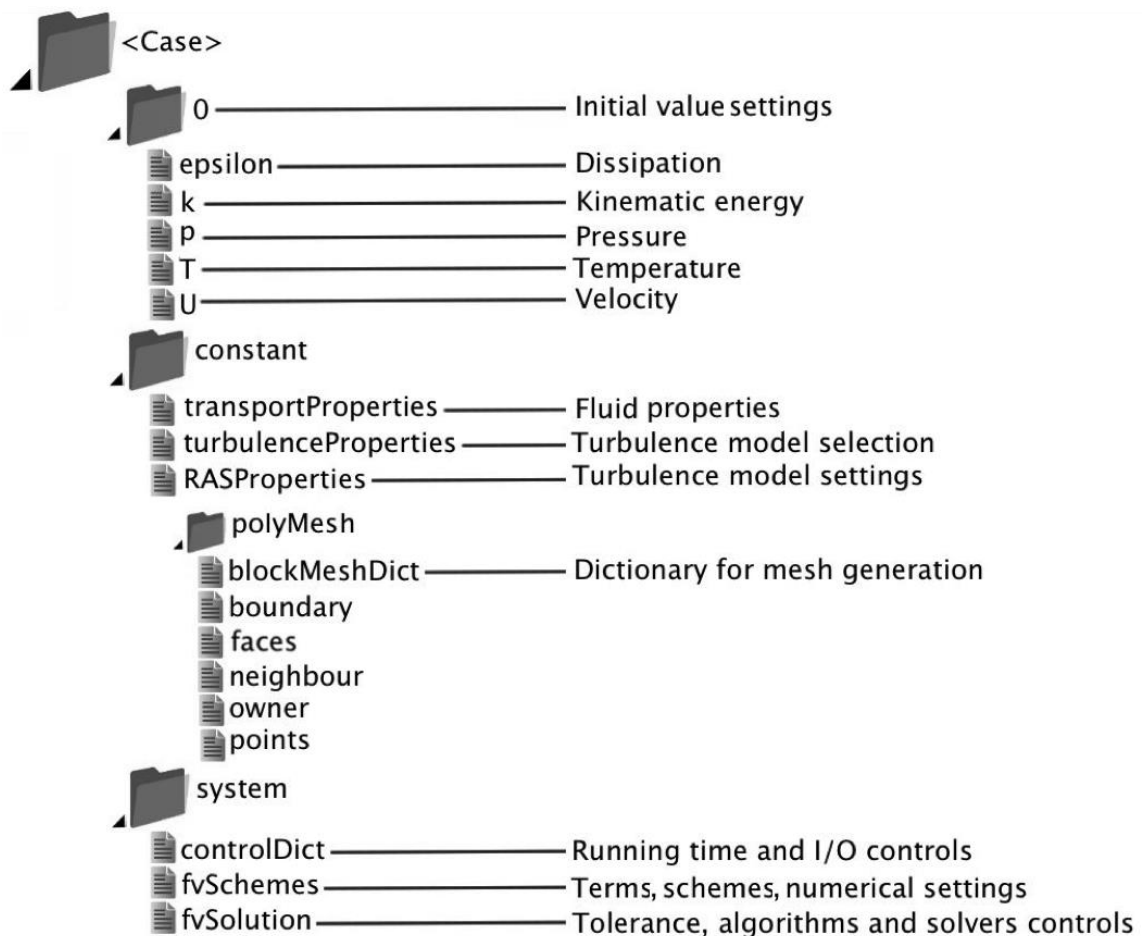 <Case>
0 Initial value settings
epsilon Dissipation
k Kinematic energy
p Pressure
T Temperature
U Velocity
constant
transportProperties Fluid properties
turbulenceProperties Turbulence model selection
RASProperties Turbulence model settings
polyMesh
blockMeshDict Dictionary for mesh generation
boundary
faces
neighbour
owner
points
system
controlDict Running time and I/O controls
fvSchemes Terms, schemes, numerical settings
fvSolution Tolerance, algorithms and solvers controls